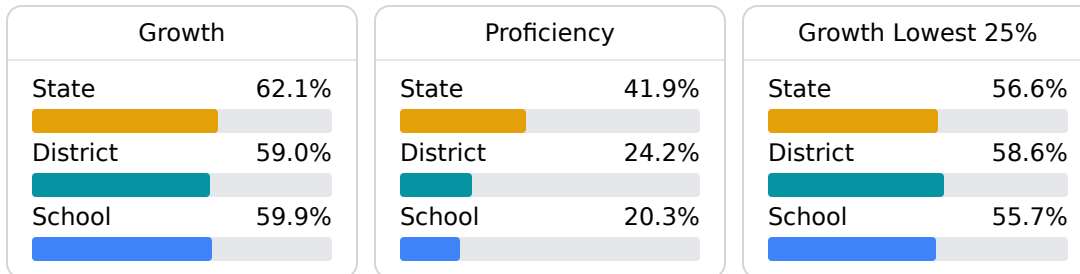 Growth
State 62.1%
District 59.0%
School 59.9%
Proficiency
State 41.9%
District 24.2%
School 20.3%
Growth Lowest 25%
State 56.6%
District 58.6%
School 55.7%